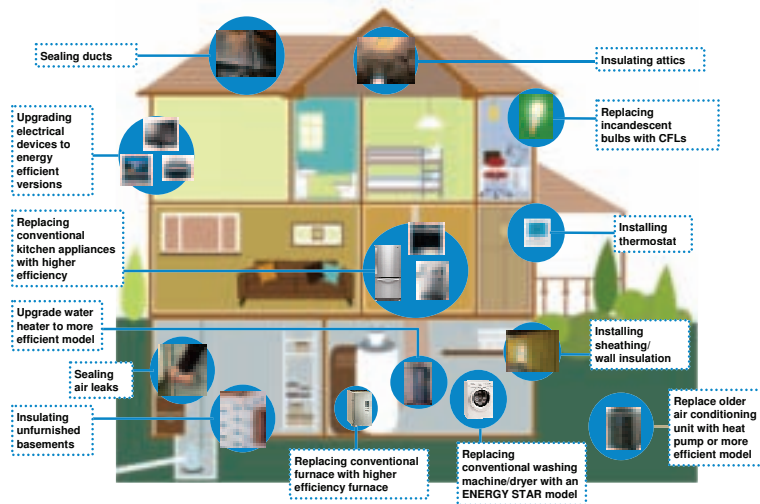 Sealing ducts
Insulating attics
Upgrading
electrical
devices to
energy
efficient
versions
Replacing
incandescent
bulbs with CFLs
Replacing
conventional
kitchen appliances
with higher
efficiency
Installing
thermostat
Upgrade water
heater to more
efficient model
Installing
sheathing/
wall insulation
Sealing
air leaks
Insulating
unfurnished
basements
Replacing conventional
furnace with higher
efficiency furnace
Replacing
conventional washing
machine/dryer with an
ENERGY STAR model
Replace older
air conditioning
unit with heat
pump or more
efficient model